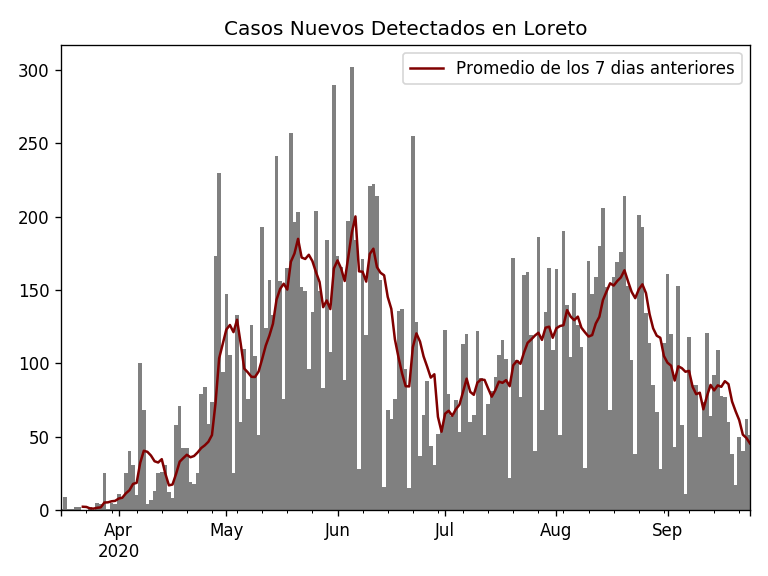 Casos Nuevos Detectados en Loreto
Promedio de los 7 dias anteriores
300
250
200
150
100
50
0
Apr May Jun Jul Aug Sep
2020